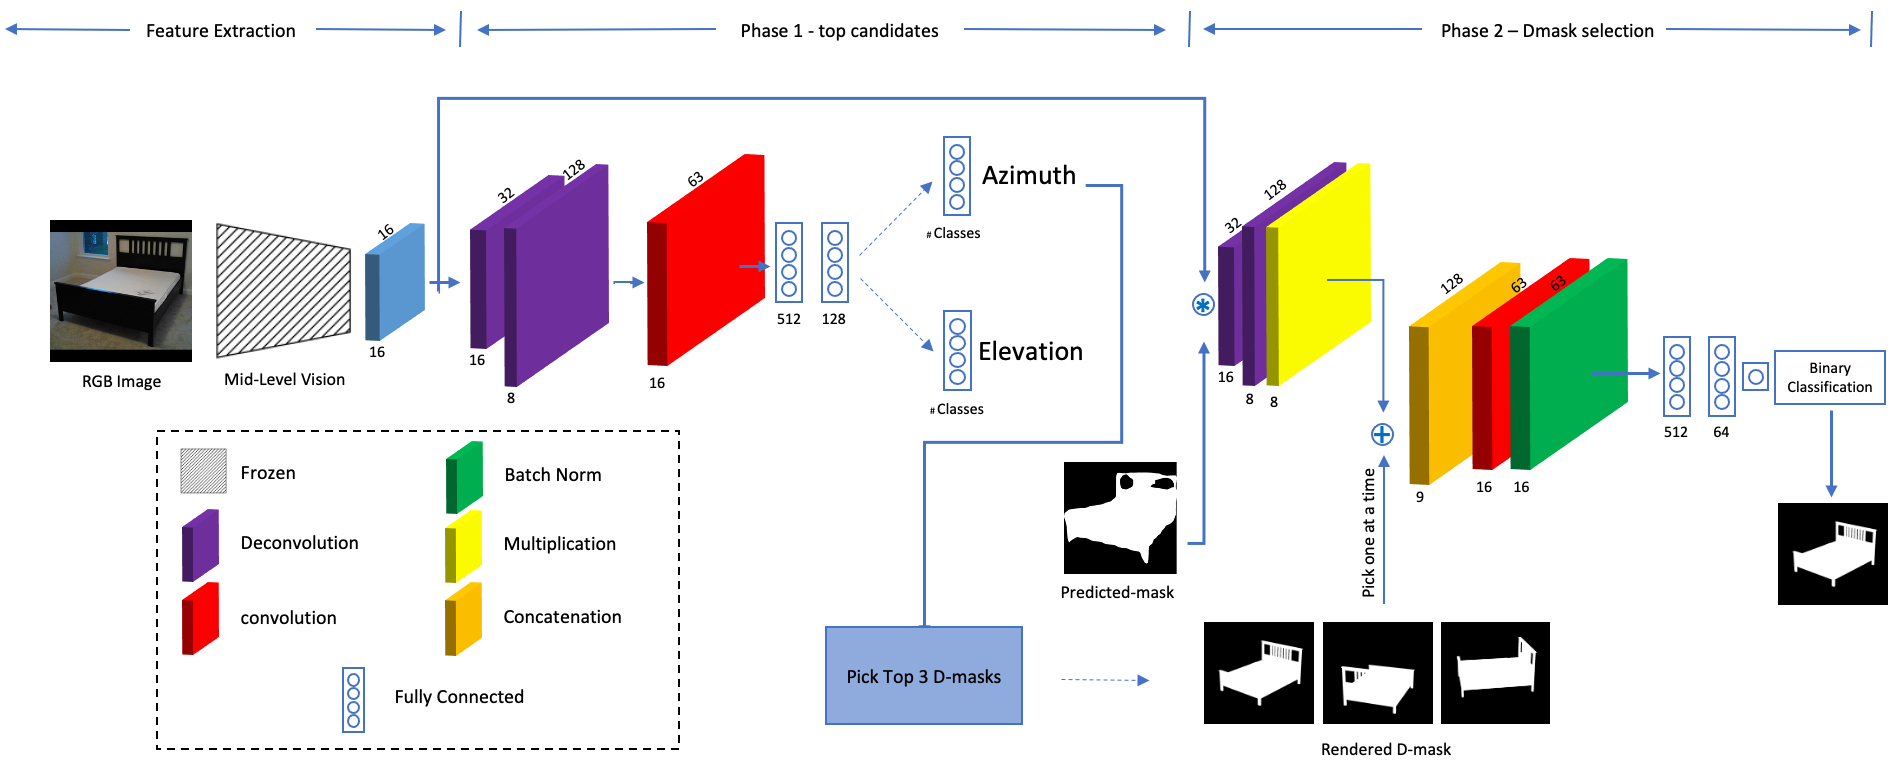 Feature Extraction
Phase 1 - top candidates
Phase 2 – Dmask selection
RGB Image
Mid-Level Vision
16
16
32
128
16
8
63
16
512
128
Azimuth
# Classes
Elevation
# Classes
32
128
16
8
8
128
63
63
9
16
16
512
64
Binary
Classification
Frozen
Batch Norm
Deconvolution
Multiplication
convolution
Concatenation
Fully Connected
Predicted-mask
Pick one at a time
Pick Top 3 D-masks
Rendered D-mask